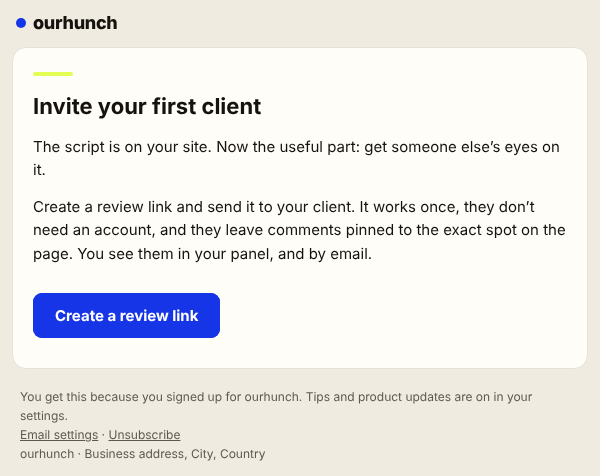 ourhunch
Invite your first client
The script is on your site. Now the useful part: get someone else’s eyes on
it.
Create a review link and send it to your client. It works once, they don’t
need an account, and they leave comments pinned to the exact spot on the
page. You see them in your panel, and by email.
Create a review link
You get this because you signed up for ourhunch. Tips and product updates are on in your
settings.
Email settings · Unsubscribe
ourhunch · Business address, City, Country